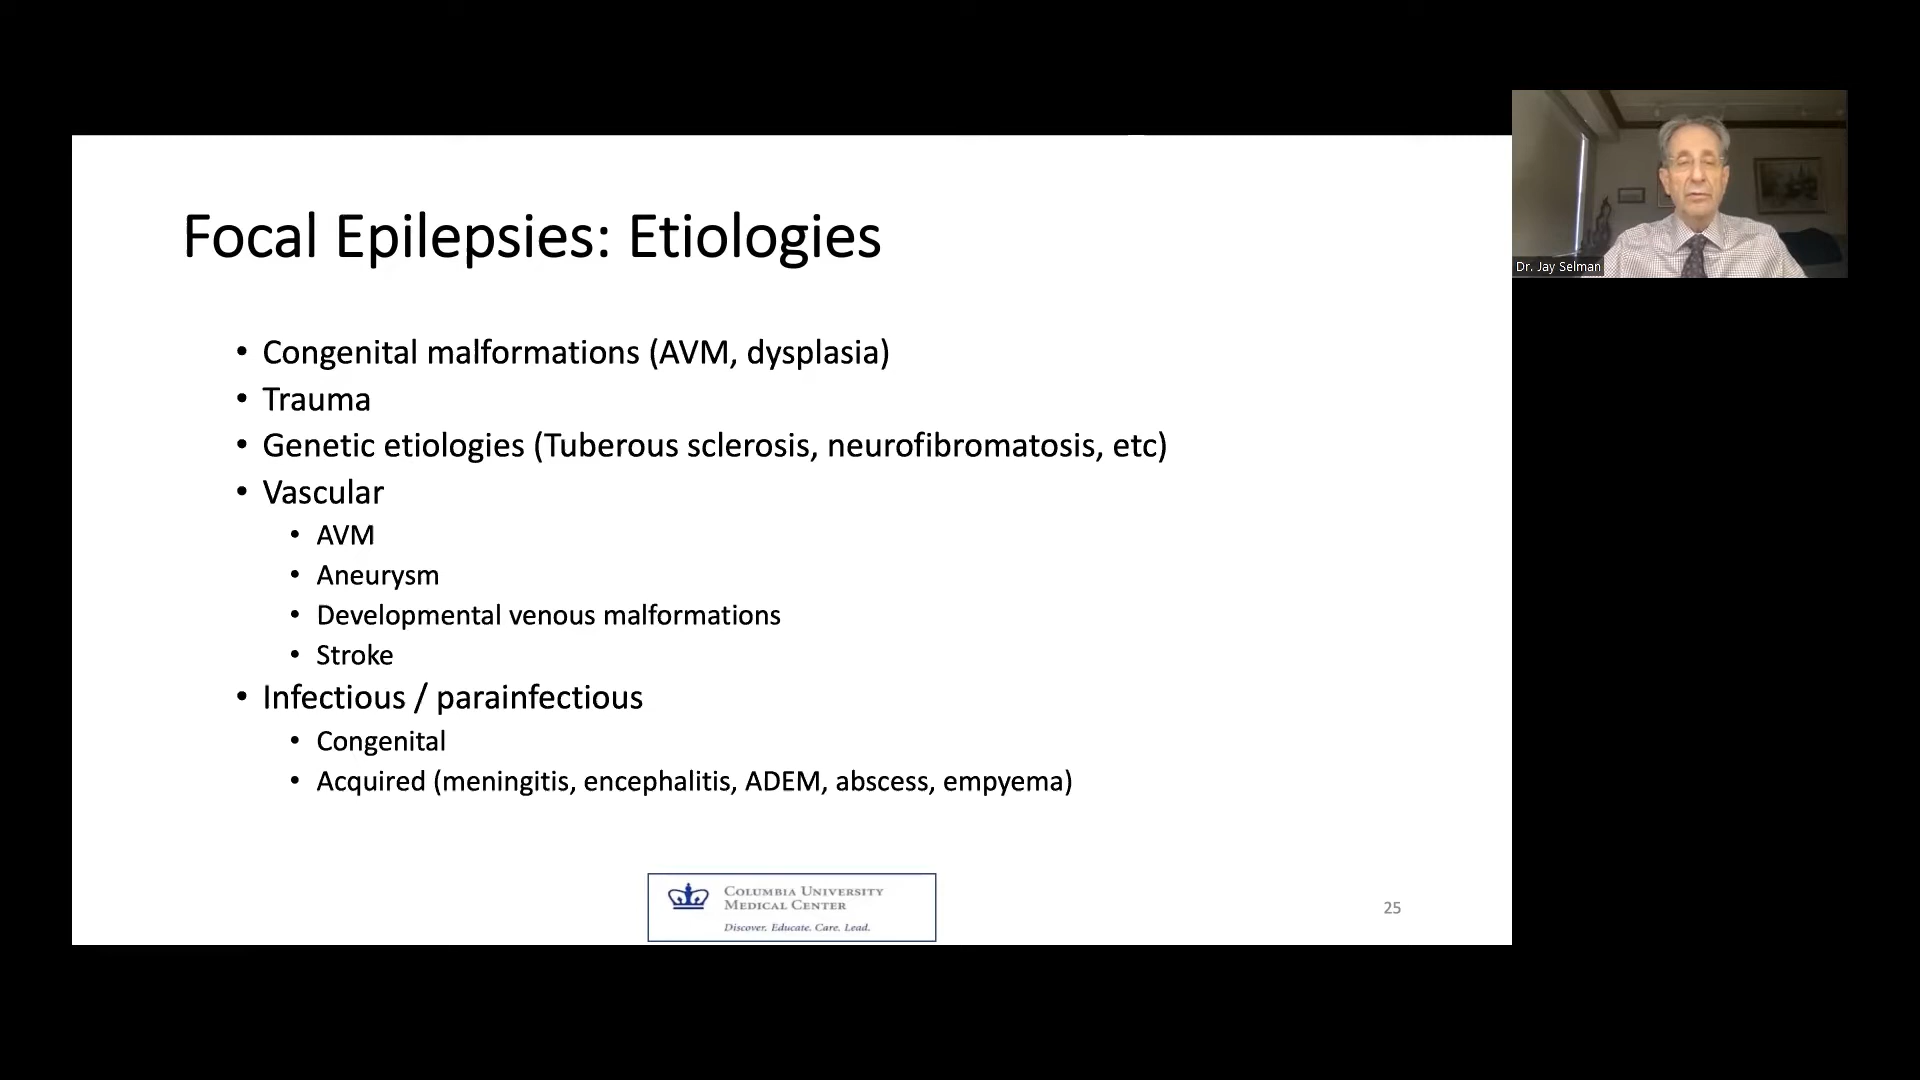 Focal Epilepsies: Etiologies
• Congenital malformations (AVM, dysplasia)
• Trauma
• Genetic etiologies (Tuberous sclerosis, neurofibromatosis, etc)
• Vascular
• AVM
• Aneurysm
• Developmental venous malformations
• Stroke
• Infectious / parainfectious
• Congenital
• Acquired (meningitis, encephalitis, ADEM, abscess, empyema)
COLUMBIA UNIVERSITY
MEDICAL CENTER
Discover. Educate. Care. Lead.
25
Dr. Jay Selman